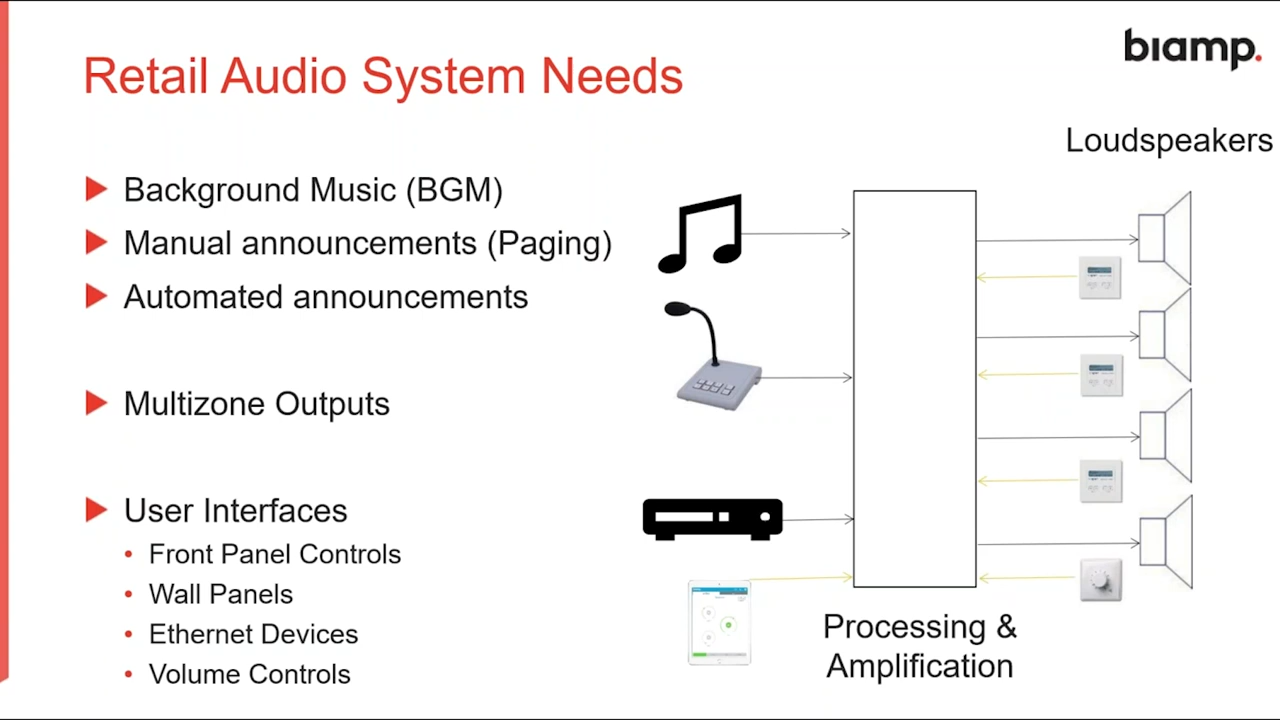 biamp.
Retail Audio System Needs
Loudspeakers
Background Music (BGM)
Manual announcements (Paging)
Automated announcements
Multizone Outputs
User Interfaces
Front Panel Controls
Wall Panels
Ethernet Devices
Volume Controls
Processing &
Amplification